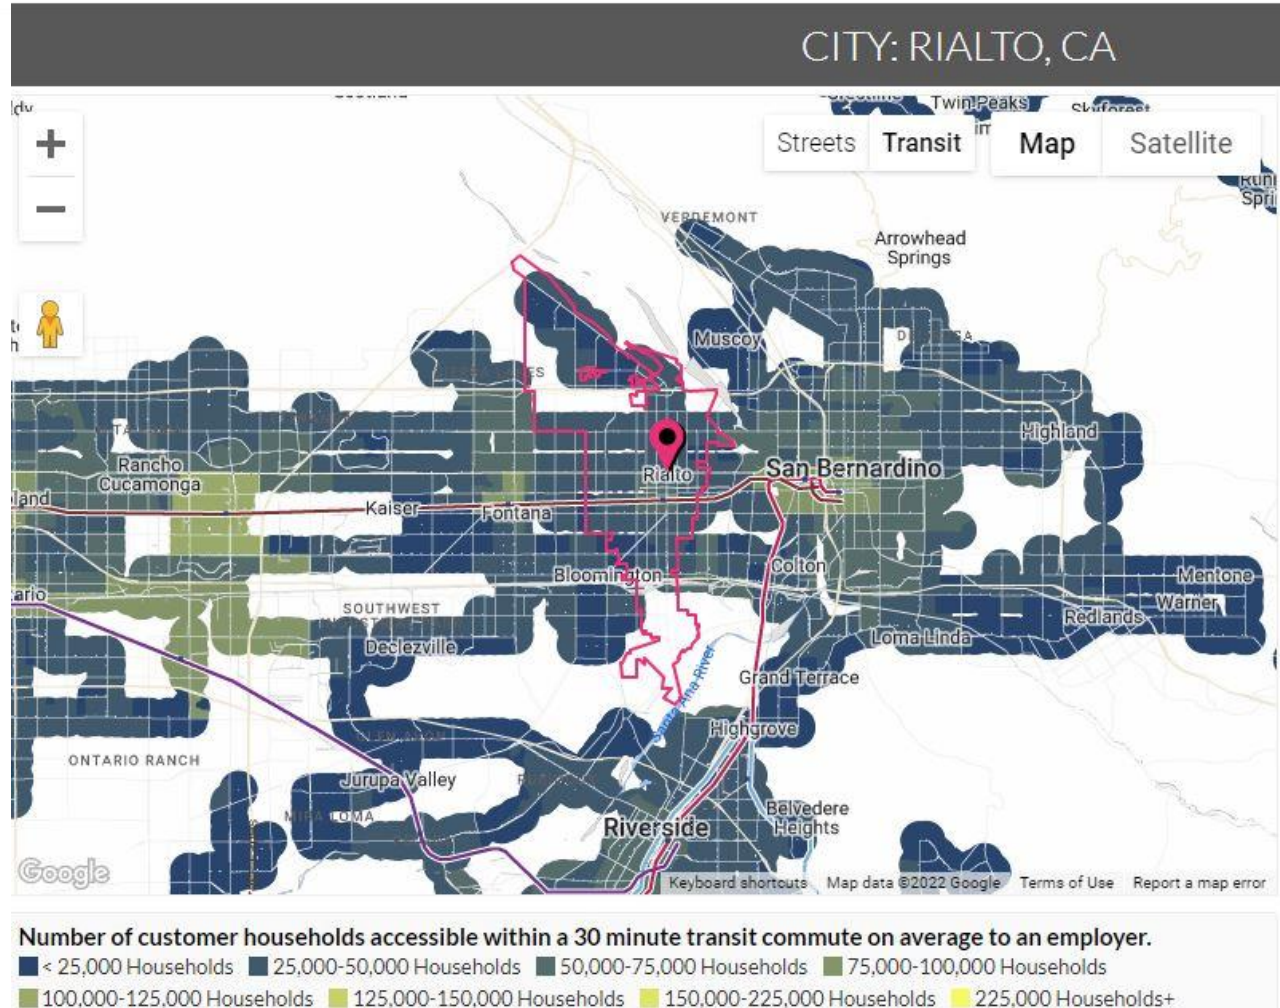 CITY: RIALTO, CA
Twin Peaks
Skyforest
Streets
Transit
Map
Satellite
VERDEMONT
Arrowhead
Springs
Muscoy
Highland
Rancho
Cucamonga
Rialto
San Bernardino
Kaiser
Fontana
Bloomington
Colton
Mentone
Warner
Redlands
SOUTHWEST
Declezville
Loma Linda
Grand Terrace
Santa Ana River
Highgrove
ONTARIO RANCH
Jurupa Valley
MIRA LOMA
Belvedere
Heights
Riverside
Google
Keyboard shortcuts
Map data ©2022 Google
Terms of Use
Report a map error
Number of customer households accessible within a 30 minute transit commute on average to an employer.
< 25,000 Households 25,000-50,000 Households 50,000-75,000 Households 75,000-100,000 Households
100,000-125,000 Households 125,000-150,000 Households 150,000-225,000 Households 225,000 Households+